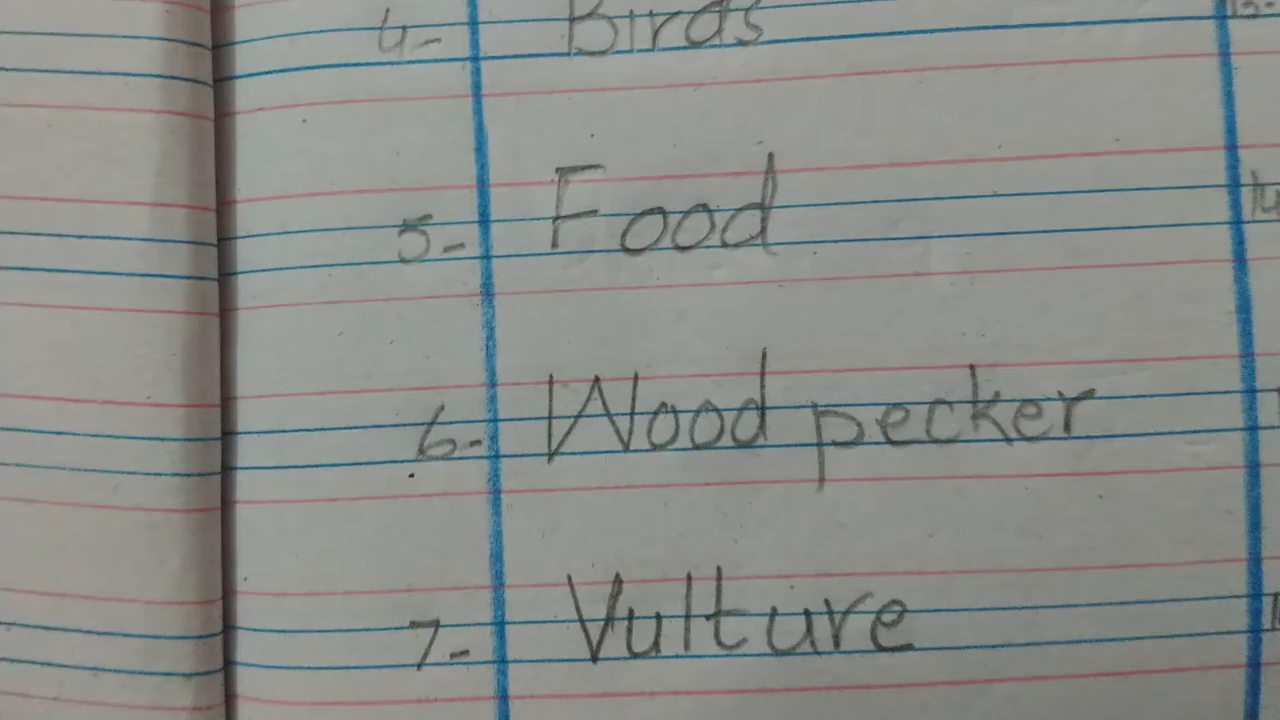 4- Birds
5- Food
6- Wood pecker
7- Vulture